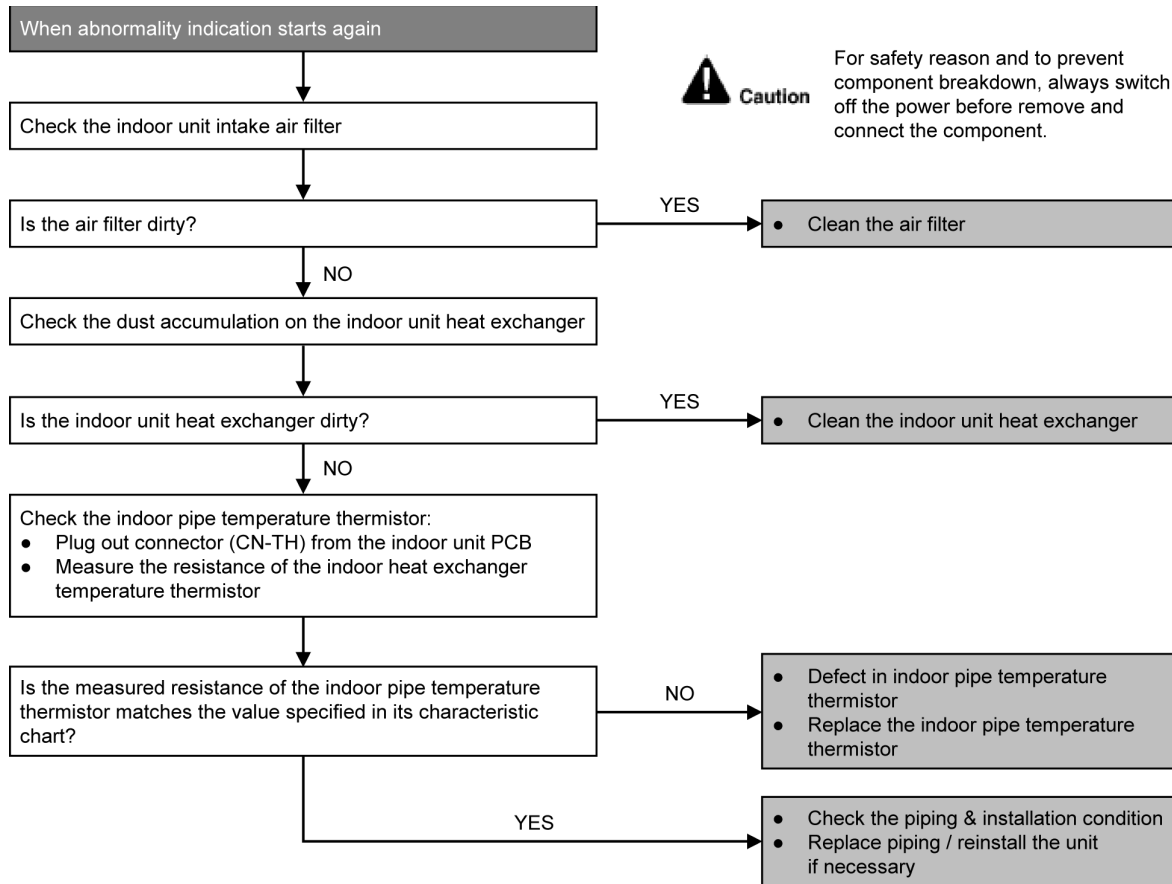 When abnormality indication starts again
For safety reason and to prevent
component breakdown, always switch
off the power before remove and
connect the component.
Caution
Check the indoor unit intake air filter
Is the air filter dirty?
YES
● Clean the air filter
NO
Check the dust accumulation on the indoor unit heat exchanger
Is the indoor unit heat exchanger dirty?
YES
● Clean the indoor unit heat exchanger
NO
Check the indoor pipe temperature thermistor:
● Plug out connector (CN-TH) from the indoor unit PCB
● Measure the resistance of the indoor heat exchanger
temperature thermistor
Is the measured resistance of the indoor pipe temperature
thermistor matches the value specified in its characteristic
chart?
NO
● Defect in indoor pipe temperature
thermistor
● Replace the indoor pipe temperature
thermistor
YES
● Check the piping & installation condition
● Replace piping / reinstall the unit
if necessary